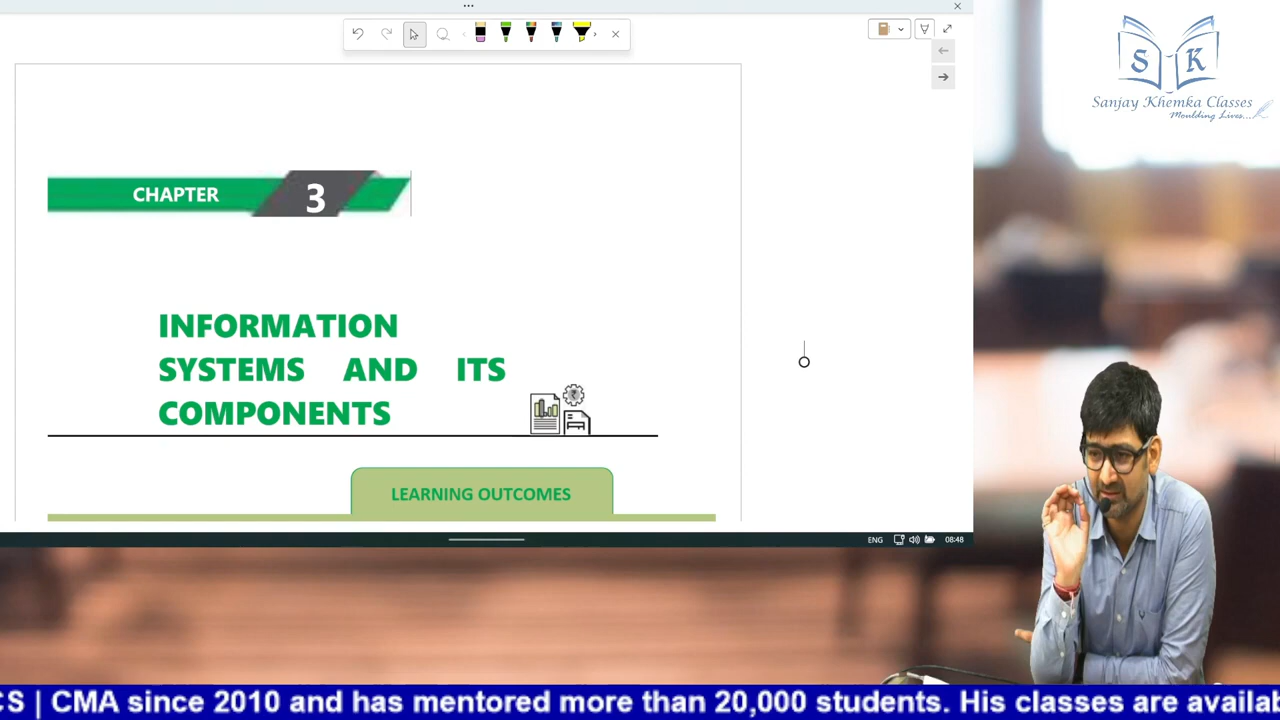 S K
Sanjay Khemka Classes
Moulding Lives...
CHAPTER 3
INFORMATION
SYSTEMS AND ITS
COMPONENTS
LEARNING OUTCOMES
ENG 08:48
CS | CMA since 2010 and has mentored more than 20,000 students. His classes are availab